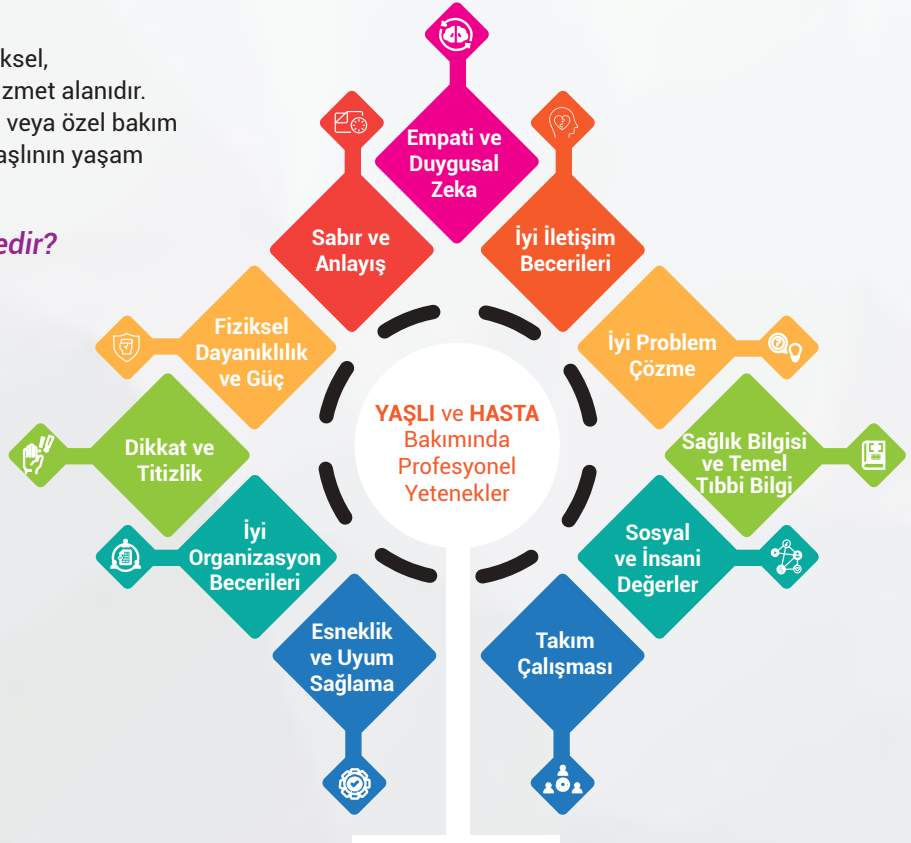 ksel,
zmet alanıdır.
veya özel bakım
aşlının yaşam
edir?
Empati ve
Duygusal
Zeka
Sabır ve
Anlayış
İyi İletişim
Becerileri
Fiziksel
Dayanıklılık
ve Güç
İyi Problem
Çözme
YAŞLI ve HASTA
Bakımında
Profesyonel
Yetenekler
Dikkat ve
Titizlik
Sağlık Bilgisi
ve Temel
Tıbbi Bilgi
İyi
Organizasyon
Becerileri
Sosyal
ve İnsani
Değerler
Esneklik
ve Uyum
Sağlama
Takım
Çalışması